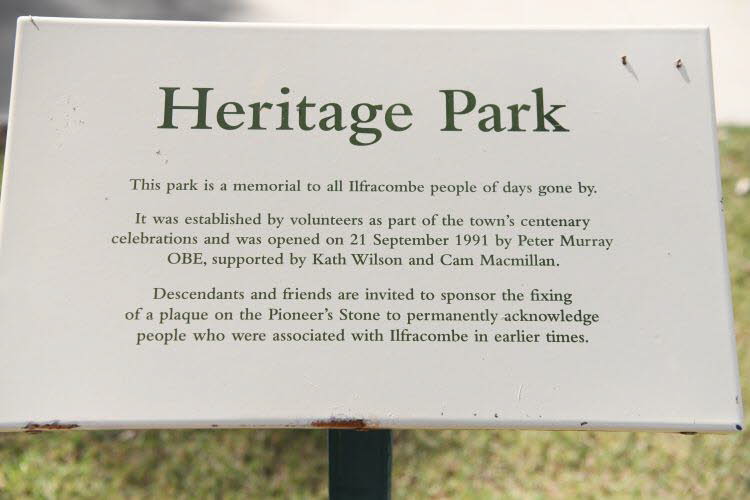 Heritage Park
This park is a memorial to all Ilfracombe people of days gone by.
It was established by volunteers as part of the town's centenary
celebrations and was opened on 21 September 1991 by Peter Murray
OBE, supported by Kath Wilson and Cam Macmillan.
Descendants and friends are invited to sponsor the fixing
of a plaque on the Pioneer's Stone to permanently acknowledge
people who were associated with Ilfracombe in earlier times.